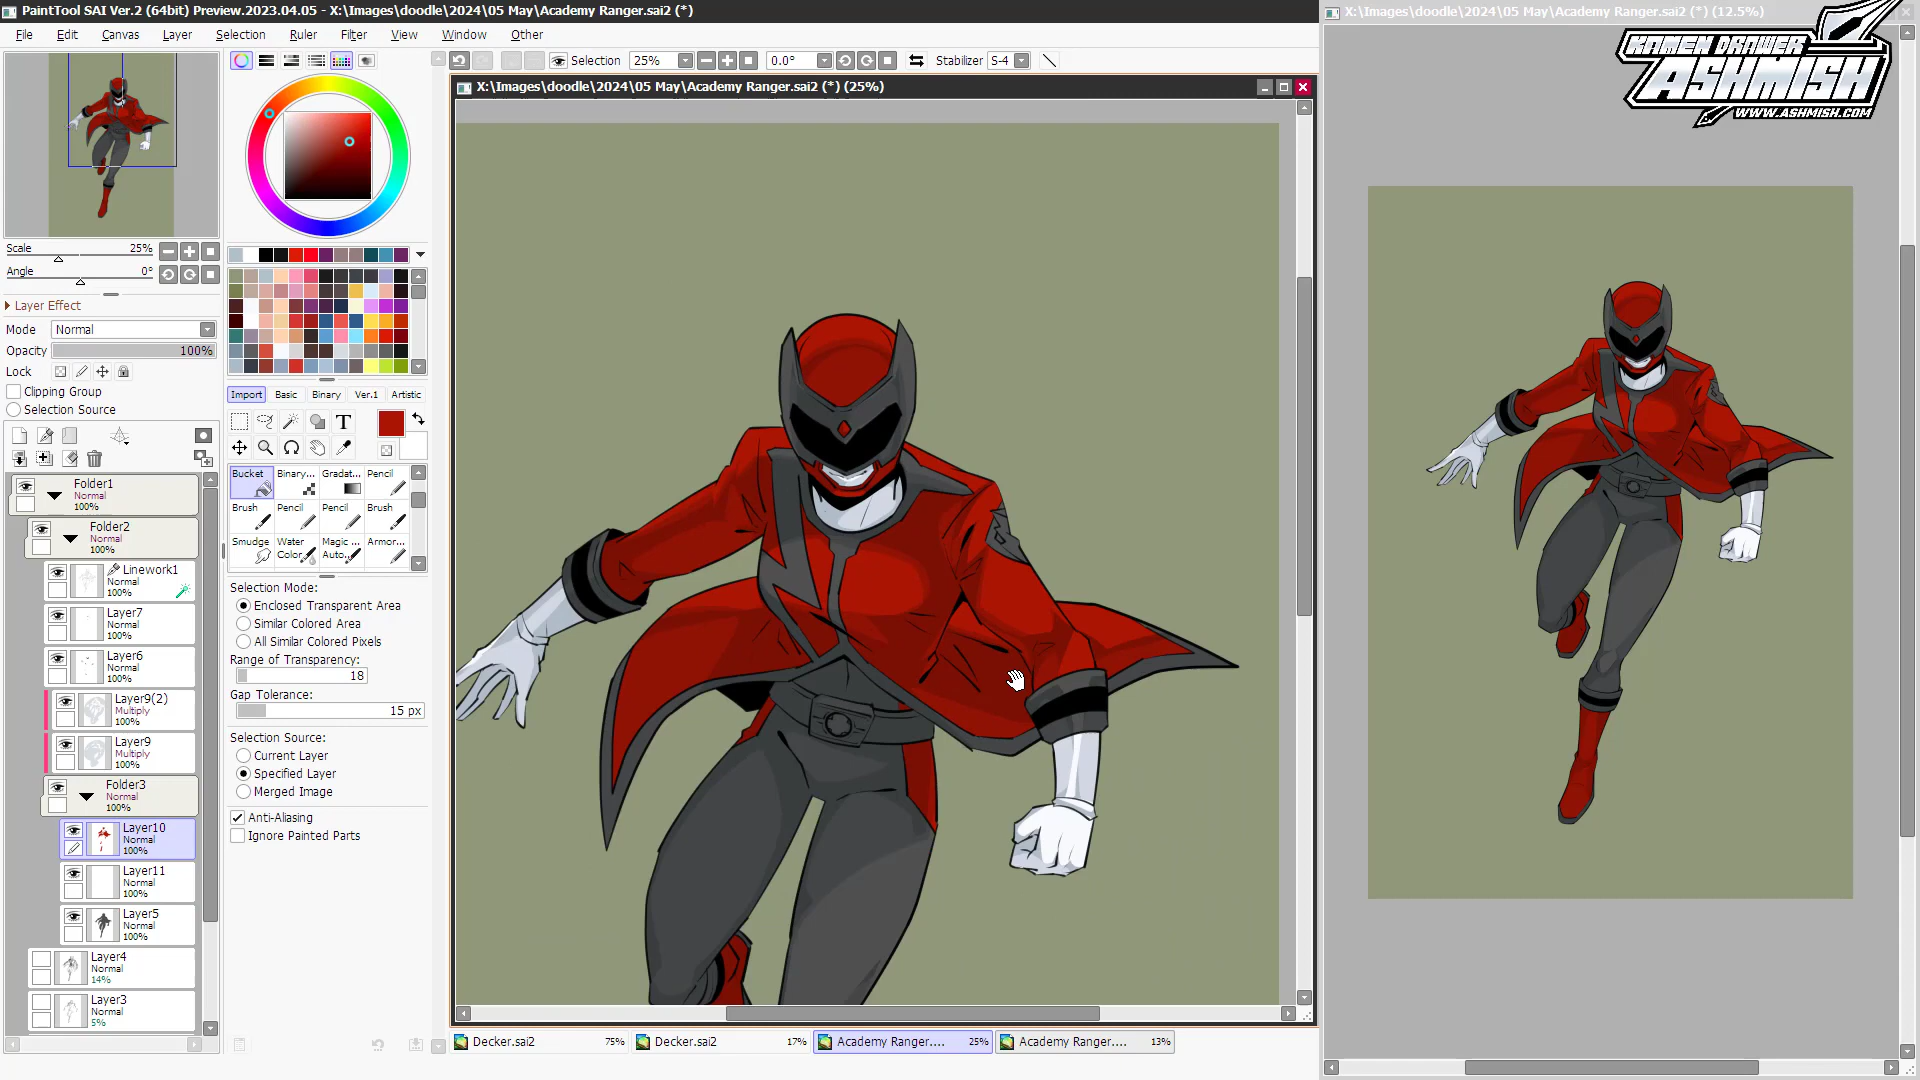 PaintTool SAI Ver.2 (64bit) Preview.2023.04.05 - X:\Images\doodle\2024\05 May\Academy Ranger.sai2 (*)
File Edit Canvas Layer Selection Ruler Filter View Window Other
Selection 25% 0.0° Stabilizer S-4
X:\Images\doodle\2024\05 May\Academy Ranger.sai2 (*) (25%)
X:\Images\doodle\2024\05 May\Academy Ranger.sai2 (*) (12.5%)
KAMEN DRAWER
ASHMISH
WWW.ASHMISH.COM
Scale 25%
Angle 0°
Layer Effect
Mode Normal
Opacity 100%
Lock
Clipping Group
Selection Source
Folder1
Normal
100%
Folder2
Normal
100%
Linework1
Normal
100%
Layer7
Normal
100%
Layer6
Normal
100%
Layer9(2)
Multiply
100%
Layer9
Multiply
100%
Folder3
Normal
100%
Layer10
Normal
100%
Layer11
Normal
100%
Layer5
Normal
100%
Layer4
Normal
14%
Layer3
Normal
5%
Import Basic Binary Ver.1 Artistic
T
Bucket Binary... Gradat... Pencil
Brush Pencil Pencil Brush
Smudge Water Color... Magic Auto... Armor...
Selection Mode:
Enclosed Transparent Area
Similar Colored Area
All Similar Colored Pixels
Range of Transparency:
18
Gap Tolerance:
15 px
Selection Source:
Current Layer
Specified Layer
Merged Image
Anti-Aliasing
Ignore Painted Parts
Decker.sai2 75% Decker.sai2 17% Academy Ranger.... 25% Academy Ranger.... 13%